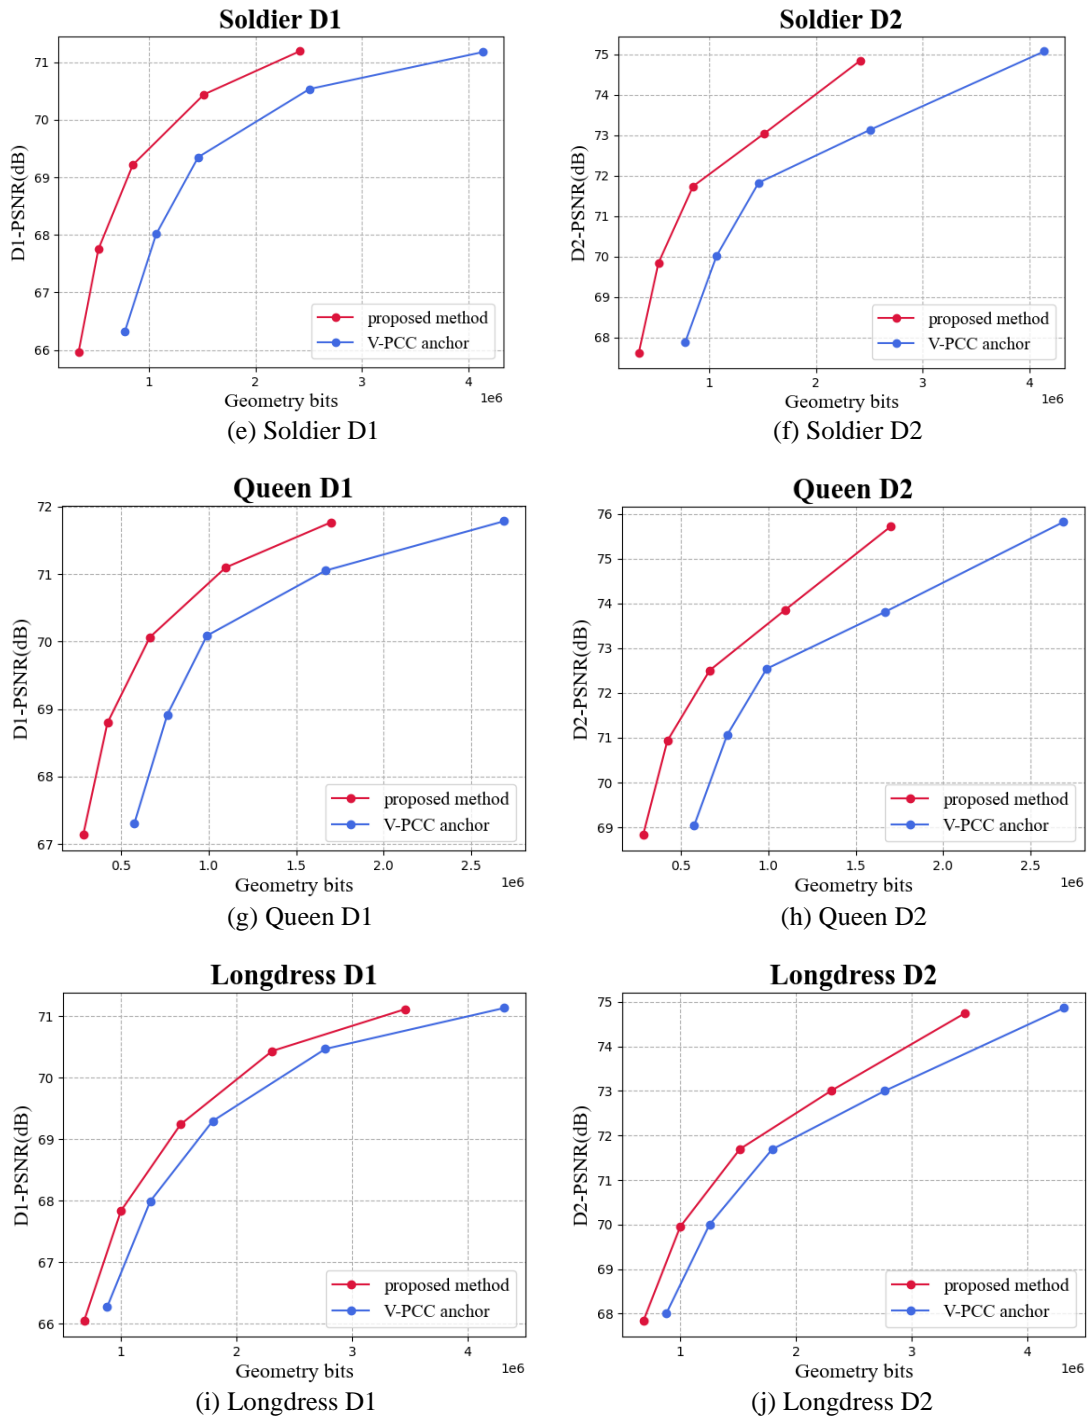 Soldier D1
71
70
69
68
67
66
D1-PSNR(dB)
proposed method
V-PCC anchor
1 2 3 4
1e6
Geometry bits
(e) Soldier D1
Soldier D2
75
74
73
72
71
70
69
68
D2-PSNR(dB)
proposed method
V-PCC anchor
1 2 3 4
1e6
Geometry bits
(f) Soldier D2
Queen D1
72
71
70
69
68
67
D1-PSNR(dB)
proposed method
V-PCC anchor
0.5 1.0 1.5 2.0 2.5
1e6
Geometry bits
(g) Queen D1
Queen D2
76
75
74
73
72
71
70
69
D2-PSNR(dB)
proposed method
V-PCC anchor
0.5 1.0 1.5 2.0 2.5
1e6
Geometry bits
(h) Queen D2
Longdress D1
71
70
69
68
67
66
D1-PSNR(dB)
proposed method
V-PCC anchor
1 2 3 4
1e6
Geometry bits
(i) Longdress D1
Longdress D2
75
74
73
72
71
70
69
68
D2-PSNR(dB)
proposed method
V-PCC anchor
1 2 3 4
1e6
Geometry bits
(j) Longdress D2